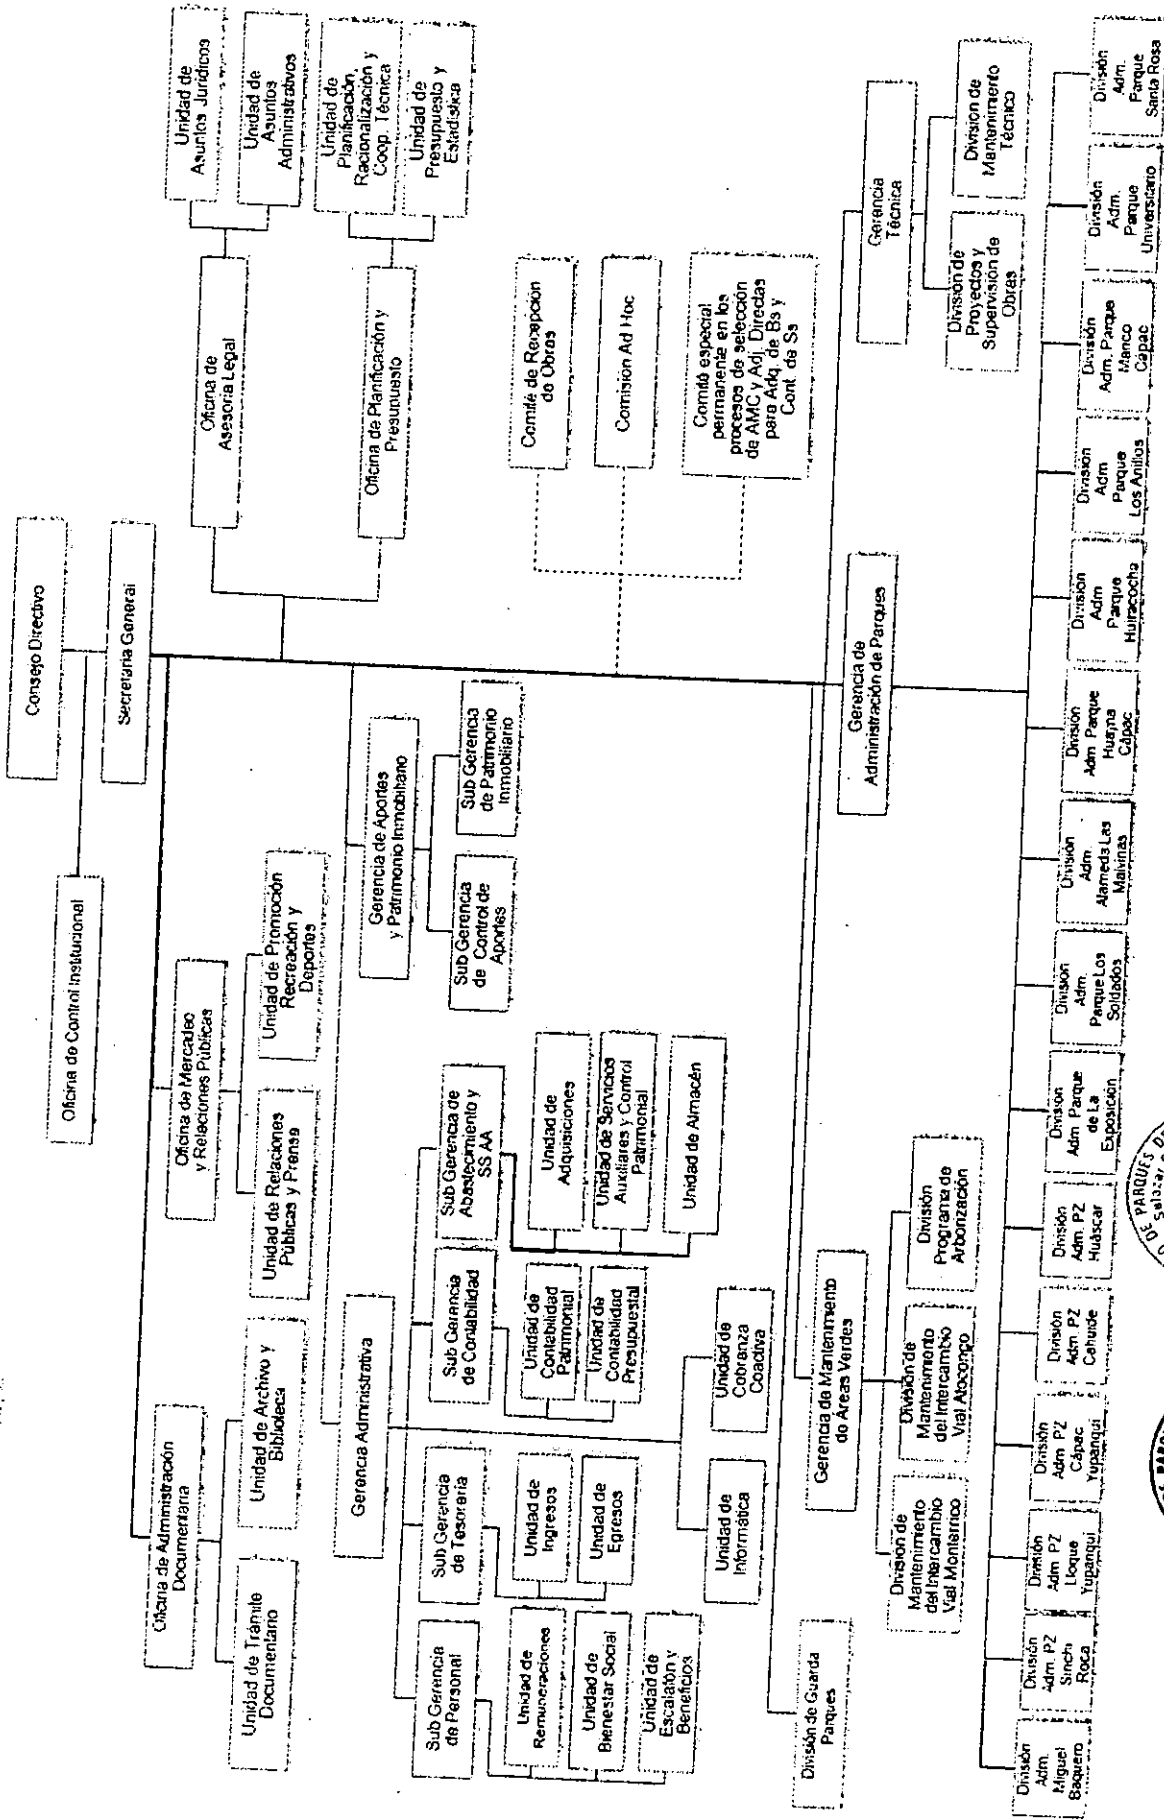 Consejo Directivo
Oficina de Control Institucional
Secretaria General
Oficina de
Asesoria Legal
Unidad de
Asuntos Jurídicos
Unidad de
Asuntos
Administrativos
Oficina de Planificación y
Presupuesto
Unidad de
Planificación,
Racionalización y
Coop. Técnica
Unidad de
Presupuesto y
Estadística
Oficina de Administración
Documentaria
Unidad de Trámite
Documentario
Unidad de Archivo y
Biblioteca
Oficina de Mercadeo
y Relaciones Públicas
Unidad de Relaciones
Públicas y Prensa
Unidad de Promoción
Recreación y
Deportes
Comité de Recepción
de Obras
Comision Ad Hoc
Comité especial
permanente en los
procesos de selección
de AMC y Adj. Directas
para Adq. de Bs y
Cont. de Ss
Gerencia Administrativa
Sub Gerencia
de Personal
Unidad de
Remuneraciones
Unidad de
Bienestar Social
Unidad de
Escalafón y
Beneficios
Sub Gerencia
de Tesoreria
Unidad de
Ingresos
Unidad de
Egresos
Sub Gerencia
de Contabilidad
Unidad de
Contabilidad
Patrimonial
Unidad de
Contabilidad
Presupuestal
Sub Gerencia de
Abastecimiento y
SS AA
Unidad de
Adquisiciones
Unidad de Servicios
Auxiliares y Control
Patrimonial
Unidad de Almacén
Unidad de
Informática
Unidad de
Cobranza
Coactiva
Gerencia de Aportes
y Patrimonio Inmobiliano
Sub Gerencia
de Control de
Aportes
Sub Gerencia
de Patrimonio
Inmobiliario
División de Guarda
Parques
Gerencia de Mantenimiento
de Areas Verdes
División de
Mantenimiento
del Intercambio
Vial Monterrico
División de
Mantenimiento
del Intercambio
Vial Atocongo
División
Programa de
Arborización
Gerencia de
Administración de Parques
Gerencia
Técnica
División de
Proyectos y
Supervisión de
Obras
División de
Mantenimiento
Técnico
División
Adm.
Miguel
Baquero
División
Adm. PZ
Sinchi
Roca
División
Adm PZ
Lloque
Yupanqui
División
Adm PZ
Cápac
Yupanqui
División
Adm. PZ
Cahuide
División
Adm. PZ
Huáscar
División
Adm Parque
de La
Exposición
División
Adm.
Parque Los
Soldados
División
Adm.
Alameda Las
Malvinas
División
Adm Parque
Huayna
Cápac
División
Adm
Parque
Huiracocha
División
Adm
Parque
Los Anillos
División
Adm. Parque
Manco
Cápac
División
Adm.
Parque
Universitario
División
Adm.
Parque
Santa Rosa
DE PARQUES DE